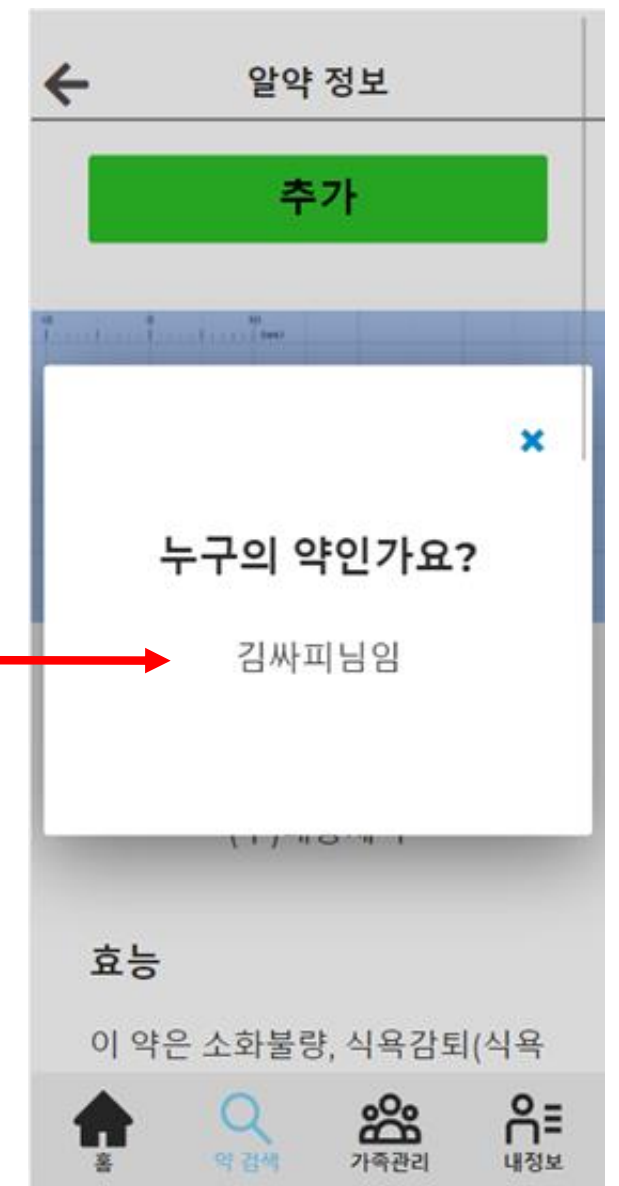 알약 정보
추가
누구의 약인가요?
김싸피님임
효능
이 약은 소화불량, 식욕감퇴(식욕
홈
약 검색
가족관리
내정보